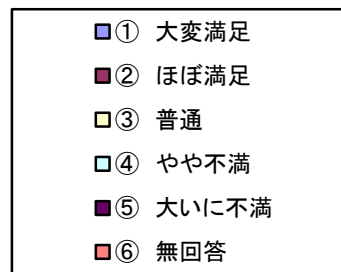 ① 大変満足
② ほぼ満足
③ 普通
④ やや不満
⑤ 大いに不満
⑥ 無回答